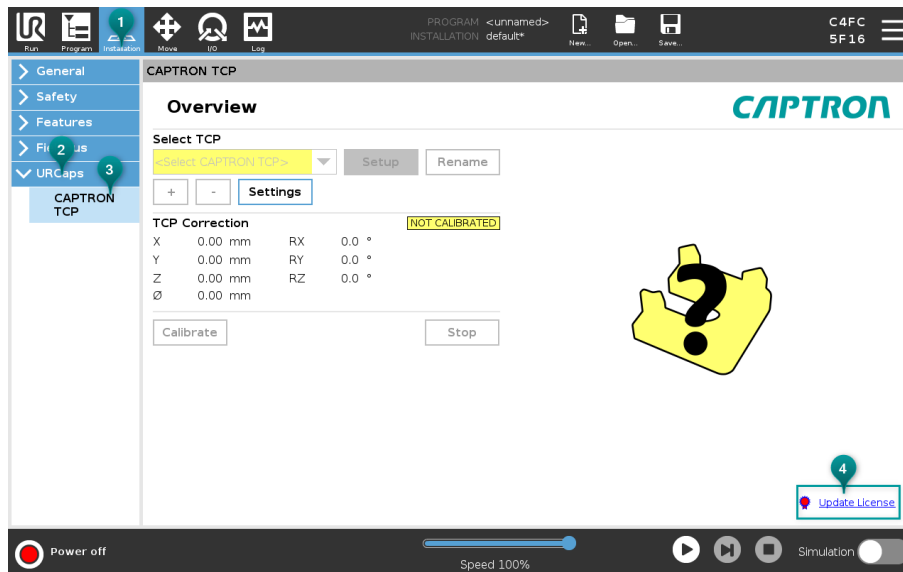 PROGRAM <unnamed>
INSTALLATION default*
C4FC
5F16
Run Program Installation Move I/O Log New... Open... Save...
1
General
Safety
Features
2
URCaps
3
CAPTRON
TCP
CAPTRON TCP
Overview
CAPTRON
Select TCP
<Select CAPTRON TCP> Setup Rename
+ - Settings
TCP Correction NOT CALIBRATED
X 0.00 mm RX 0.0 °
Y 0.00 mm RY 0.0 °
Z 0.00 mm RZ 0.0 °
Ø 0.00 mm
Calibrate Stop
?
4
Update License
Power off
Speed 100%
Simulation